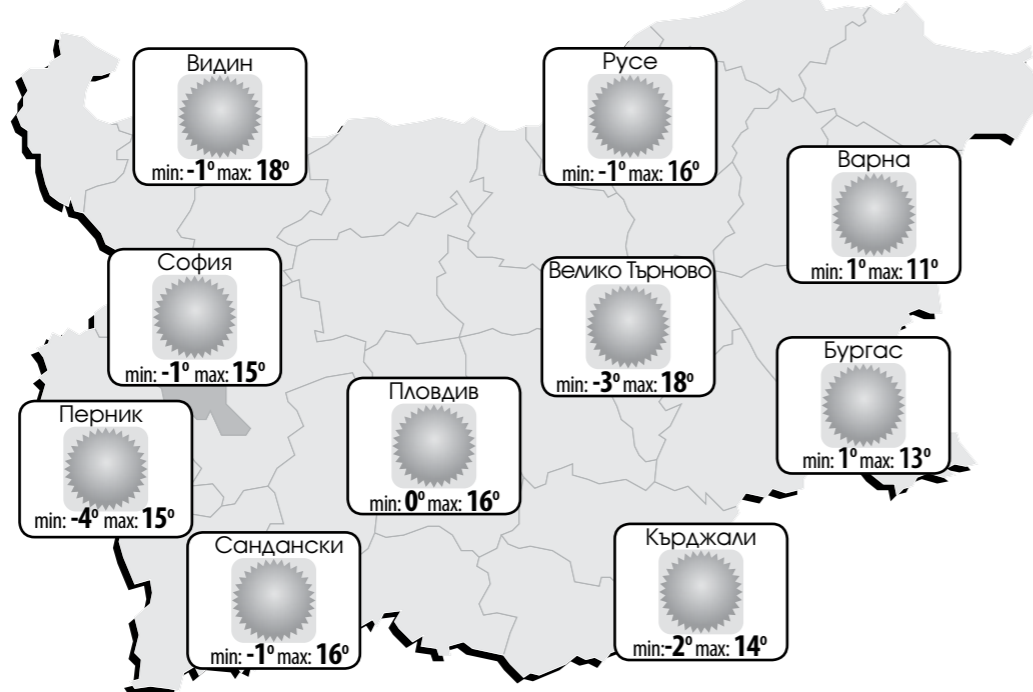 Видин
min: -1° max: 18°
Русе
min: -1° max: 16°
Варна
min: 1° max: 11°
София
min: -1° max: 15°
Велико Търново
min: -3° max: 18°
Бургас
min: 1° max: 13°
Пловдив
min: 0° max: 16°
Перник
min: -4° max: 15°
Сандански
min: -1° max: 16°
Кърджали
min:-2° max: 14°